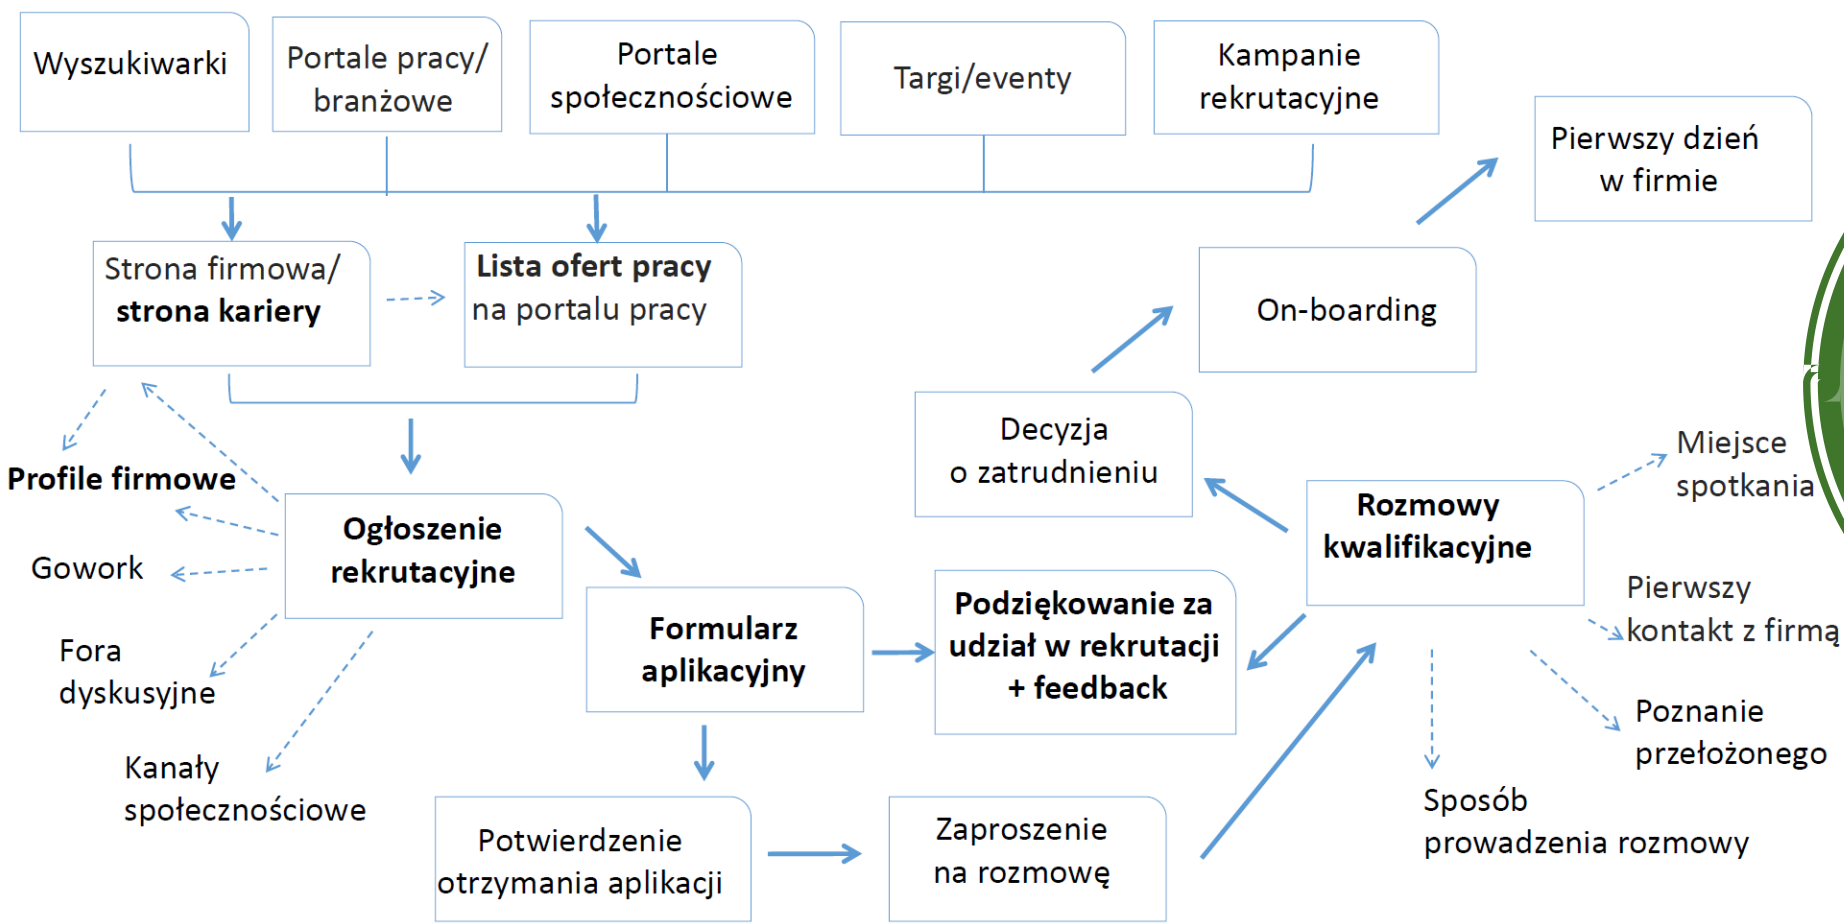 Wyszukiwarki
Portale pracy/
branżowe
Portale
społecznościowe
Targi/eventy
Kampanie
rekrutacyjne
Pierwszy dzień
w firmie
Strona firmowa/
strona kariery
Lista ofert pracy
na portalu pracy
On-boarding
Decyzja
o zatrudnieniu
Miejsce
spotkania
Profile firmowe
Ogłoszenie
rekrutacyjne
Rozmowy
kwalifikacyjne
Gowork
Formularz
aplikacyjny
Podziękowanie za
udział w rekrutacji
+ feedback
Pierwszy
kontakt z firmą
Fora
dyskusyjne
Poznanie
przełożonego
Kanały
społecznościowe
Potwierdzenie
otrzymania aplikacji
Zaproszenie
na rozmowę
Sposób
prowadzenia rozmowy